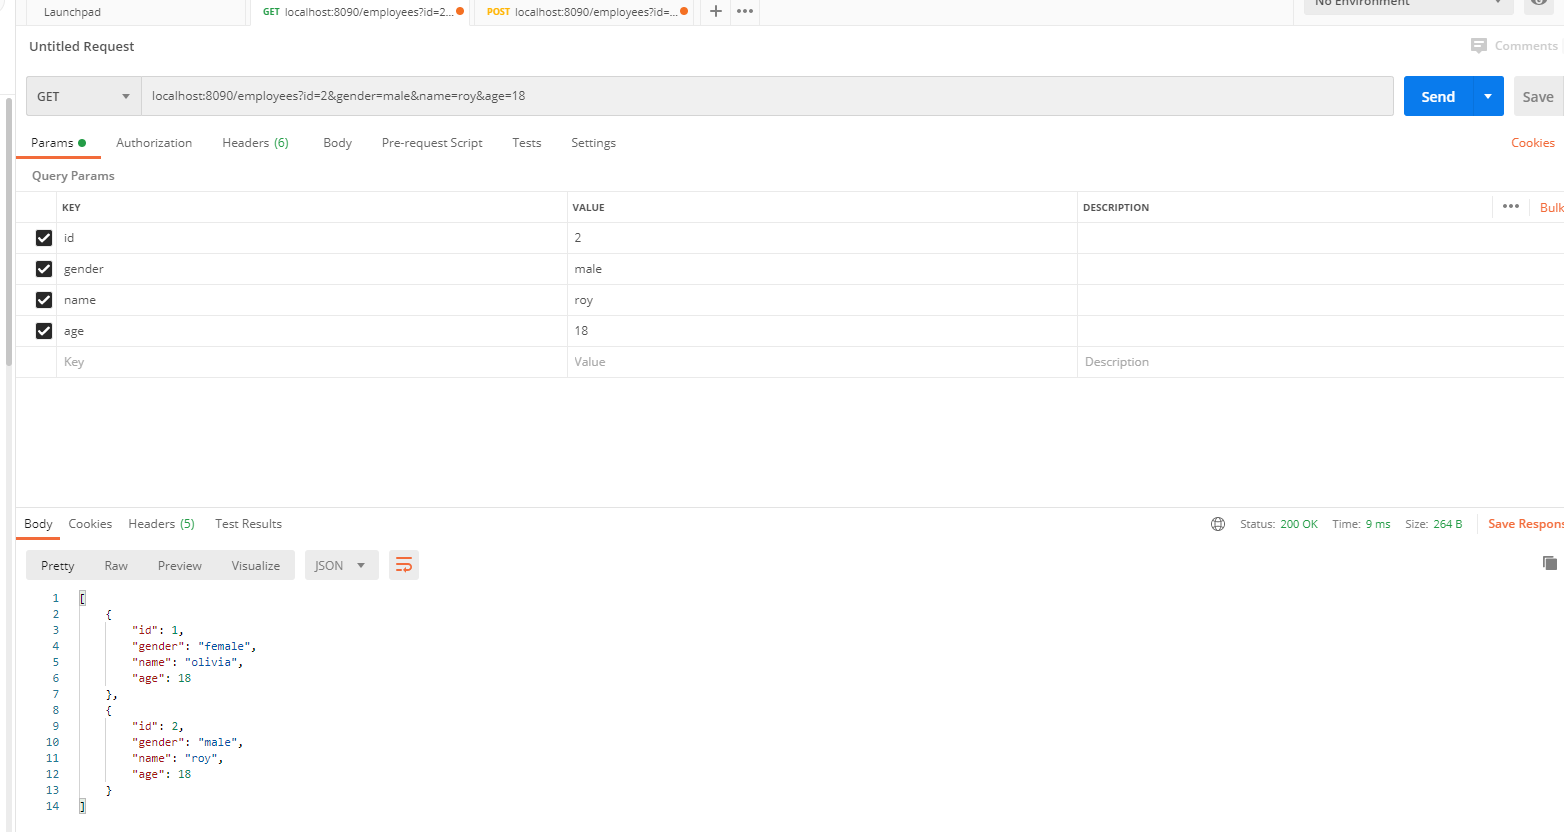 Launchpad
GET localhost:8090/employees?id=2...
POST localhost:8090/employees?id=...
+
No Environment
Untitled Request
Comments
GET
localhost:8090/employees?id=2&gender=male&name=roy&age=18
Send
Save
Params
Authorization
Headers (6)
Body
Pre-request Script
Tests
Settings
Cookies
Query Params
KEY VALUE DESCRIPTION ••• Bulk
id 2
gender male
name roy
age 18
Key Value Description
Body Cookies Headers (5) Test Results
Status: 200 OK Time: 9 ms Size: 264 B Save Respons
Pretty Raw Preview Visualize JSON
1 [
2 {
3 "id": 1,
4 "gender": "female",
5 "name": "olivia",
6 "age": 18
7 },
8 {
9 "id": 2,
10 "gender": "male",
11 "name": "roy",
12 "age": 18
13 }
14 ]